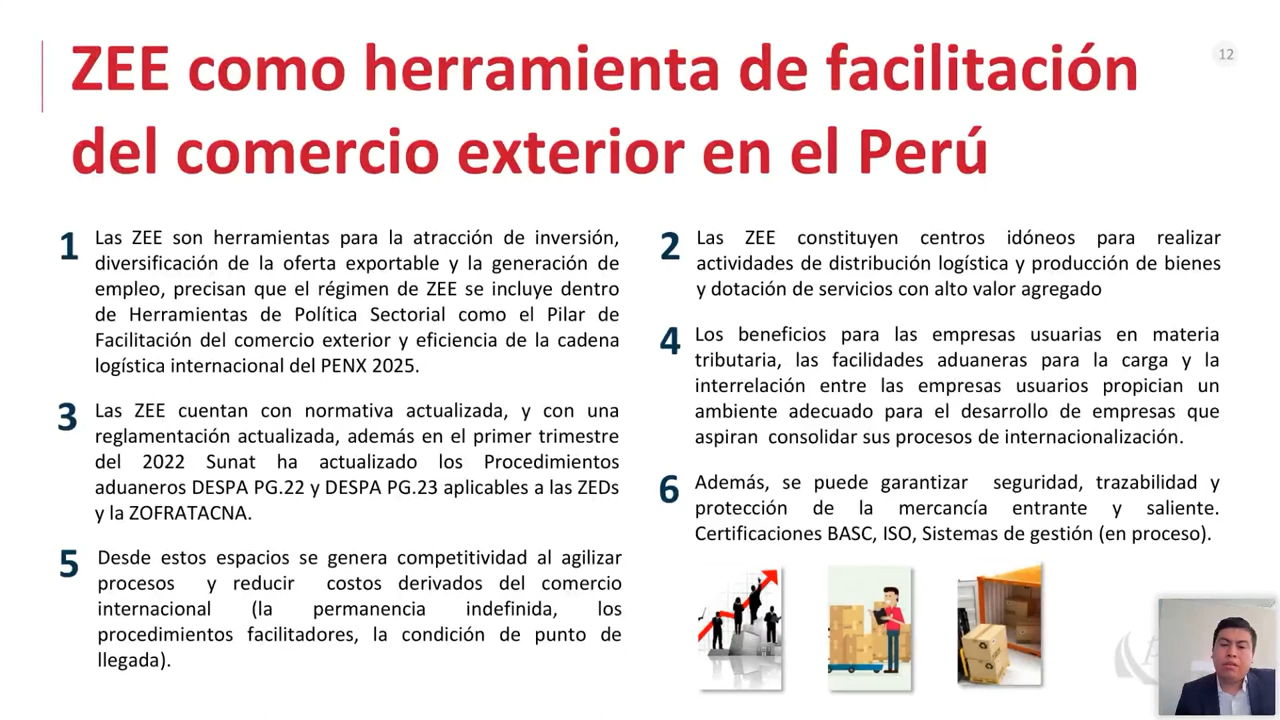 ZEE como herramienta de facilitación
del comercio exterior en el Perú
12
1
Las ZEE son herramientas para la atracción de inversión,
diversificación de la oferta exportable y la generación de
empleo, precisan que el régimen de ZEE se incluye dentro
de Herramientas de Política Sectorial como el Pilar de
Facilitación del comercio exterior y eficiencia de la cadena
logística internacional del PENX 2025.
2
Las ZEE constituyen centros idóneos para realizar
actividades de distribución logística y producción de bienes
y dotación de servicios con alto valor agregado
3
Las ZEE cuentan con normativa actualizada, y con una
reglamentación actualizada, además en el primer trimestre
del 2022 Sunat ha actualizado los Procedimientos
aduaneros DESPA PG.22 y DESPA PG.23 aplicables a las ZEDs
y la ZOFRATACNA.
4
Los beneficios para las empresas usuarias en materia
tributaria, las facilidades aduaneras para la carga y la
interrelación entre las empresas usuarios propician un
ambiente adecuado para el desarrollo de empresas que
aspiran consolidar sus procesos de internacionalización.
5
Desde estos espacios se genera competitividad al agilizar
procesos y reducir costos derivados del comercio
internacional (la permanencia indefinida, los
procedimientos facilitadores, la condición de punto de
llegada).
6
Además, se puede garantizar seguridad, trazabilidad y
protección de la mercancía entrante y saliente.
Certificaciones BASC, ISO, Sistemas de gestión (en proceso).